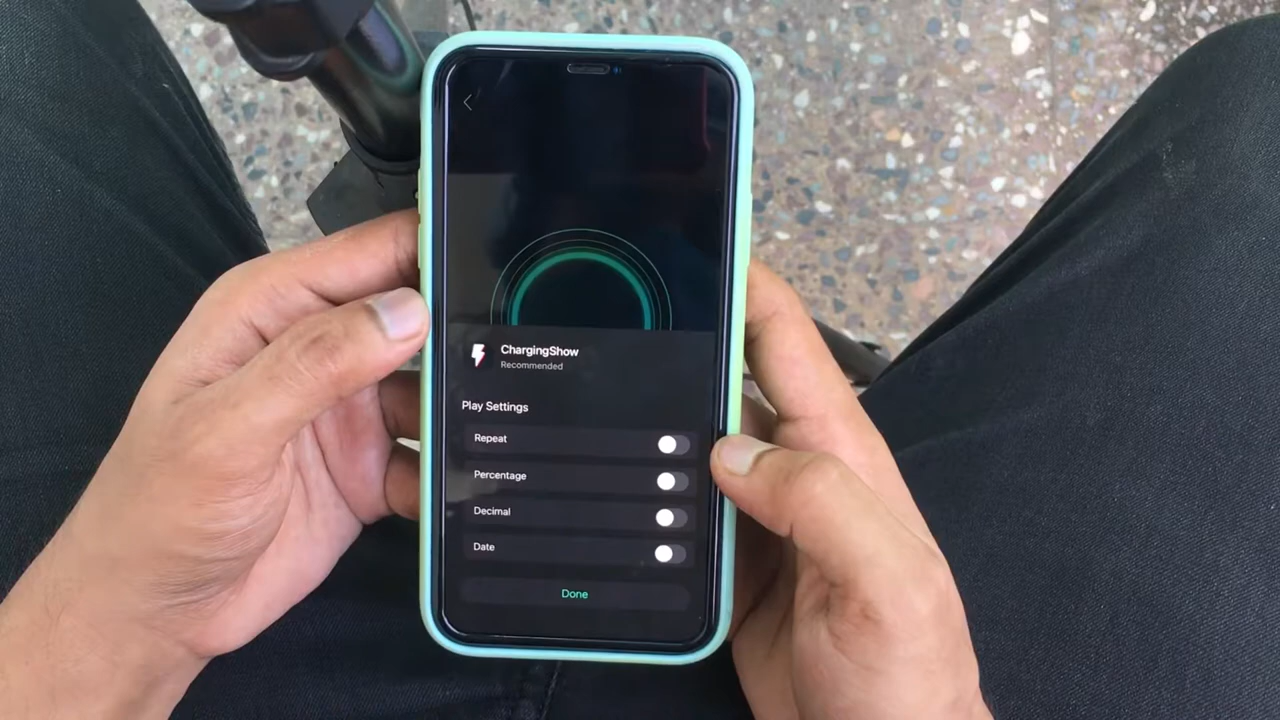 ChargingShow
Recommended
Play Settings
Repeat
Percentage
Decimal
Date
Done